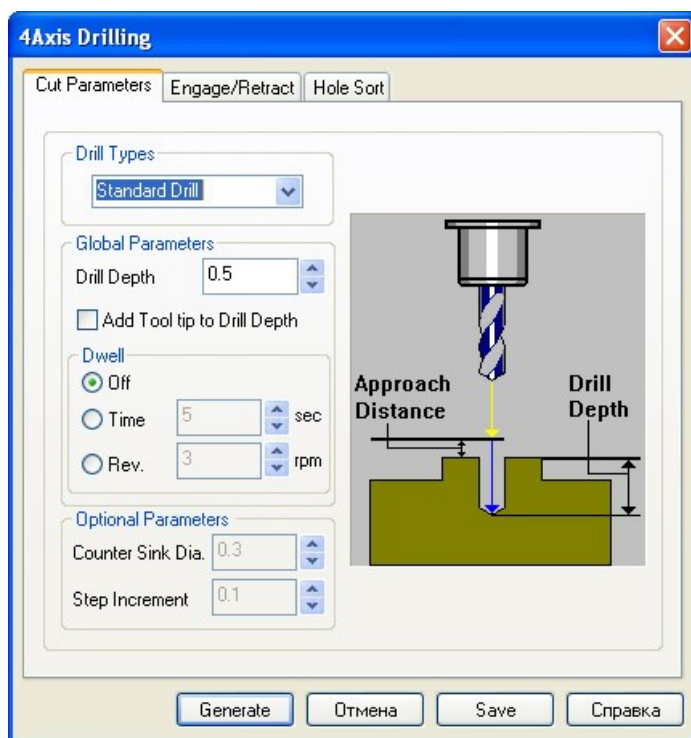 4Axis Drilling
Cut Parameters Engage/Retract Hole Sort
Drill Types
Standard Drill
Global Parameters
Drill Depth 0.5
Add Tool tip to Drill Depth
Dwell
Off
Time 5 sec
Rev. 3 rpm
Optional Parameters
Counter Sink Dia. 0.3
Step Increment 0.1
Approach
Distance
Drill
Depth
Generate Отмена Save Справка